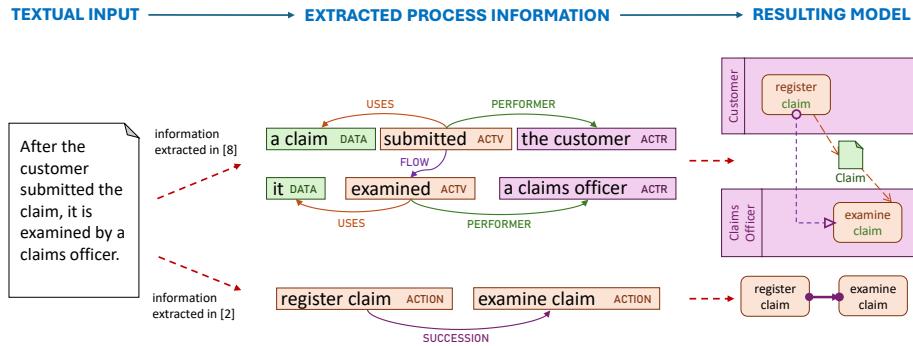 TEXTUAL INPUT
EXTRACTED PROCESS INFORMATION
RESULTING MODEL
After the
customer
submitted the
claim, it is
examined by a
claims officer.
information
extracted in [8]
information
extracted in [2]
USES
PERFORMER
a claim DATA
submitted ACTV
the customer ACTR
FLOW
it DATA
examined ACTV
a claims officer ACTR
USES
PERFORMER
register claim ACTION
examine claim ACTION
SUCCESSION
Customer
register
claim
Claim
Claims
Officer
examine
claim
register
claim
examine
claim